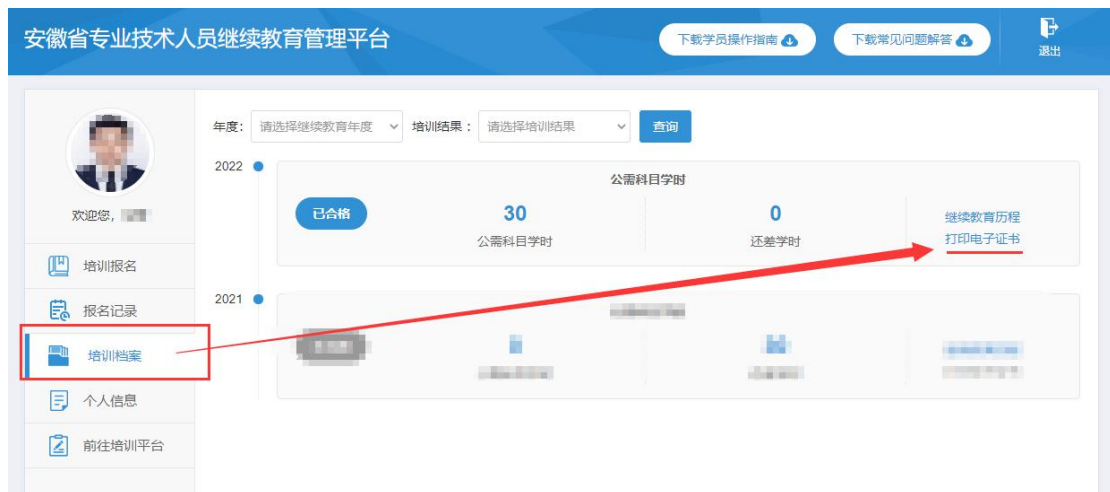 安徽省专业技术人员继续教育管理平台
下载学员操作指南
下载常见问题解答
退出
欢迎您，
培训报名
报名记录
培训档案
个人信息
前往培训平台
年度： 请选择继续教育年度 培训结果： 请选择培训结果 查询
2022
公需科目学时
已合格
30
公需科目学时
0
还差学时
继续教育历程
打印电子证书
2021